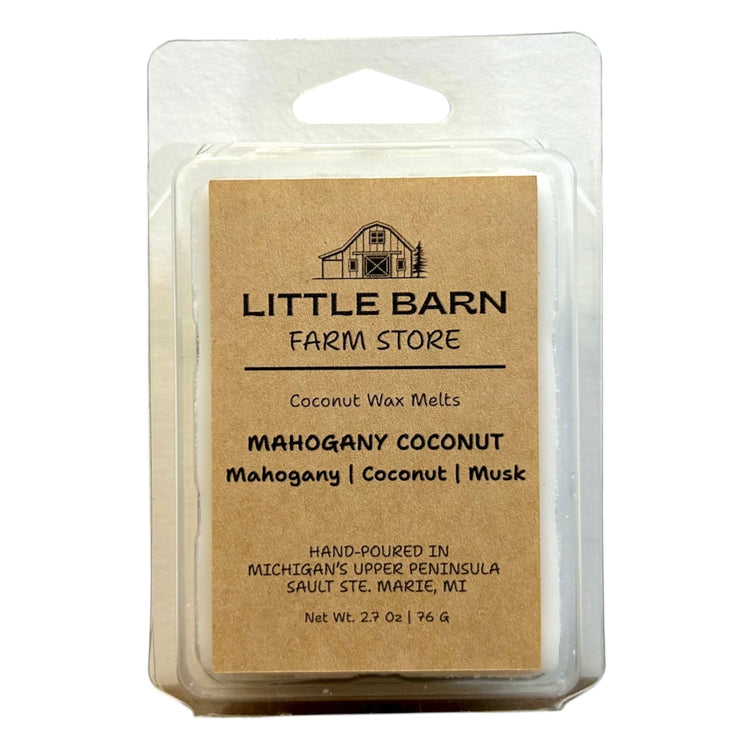 LITTLE BARN
FARM STORE
Coconut Wax Melts
MAHOGANY COCONUT
Mahogany | Coconut | Musk
HAND-POURED IN
MICHIGAN'S UPPER PENINSULA
SAULT STE. MARIE, MI
Net Wt. 2.7 Oz | 76 G